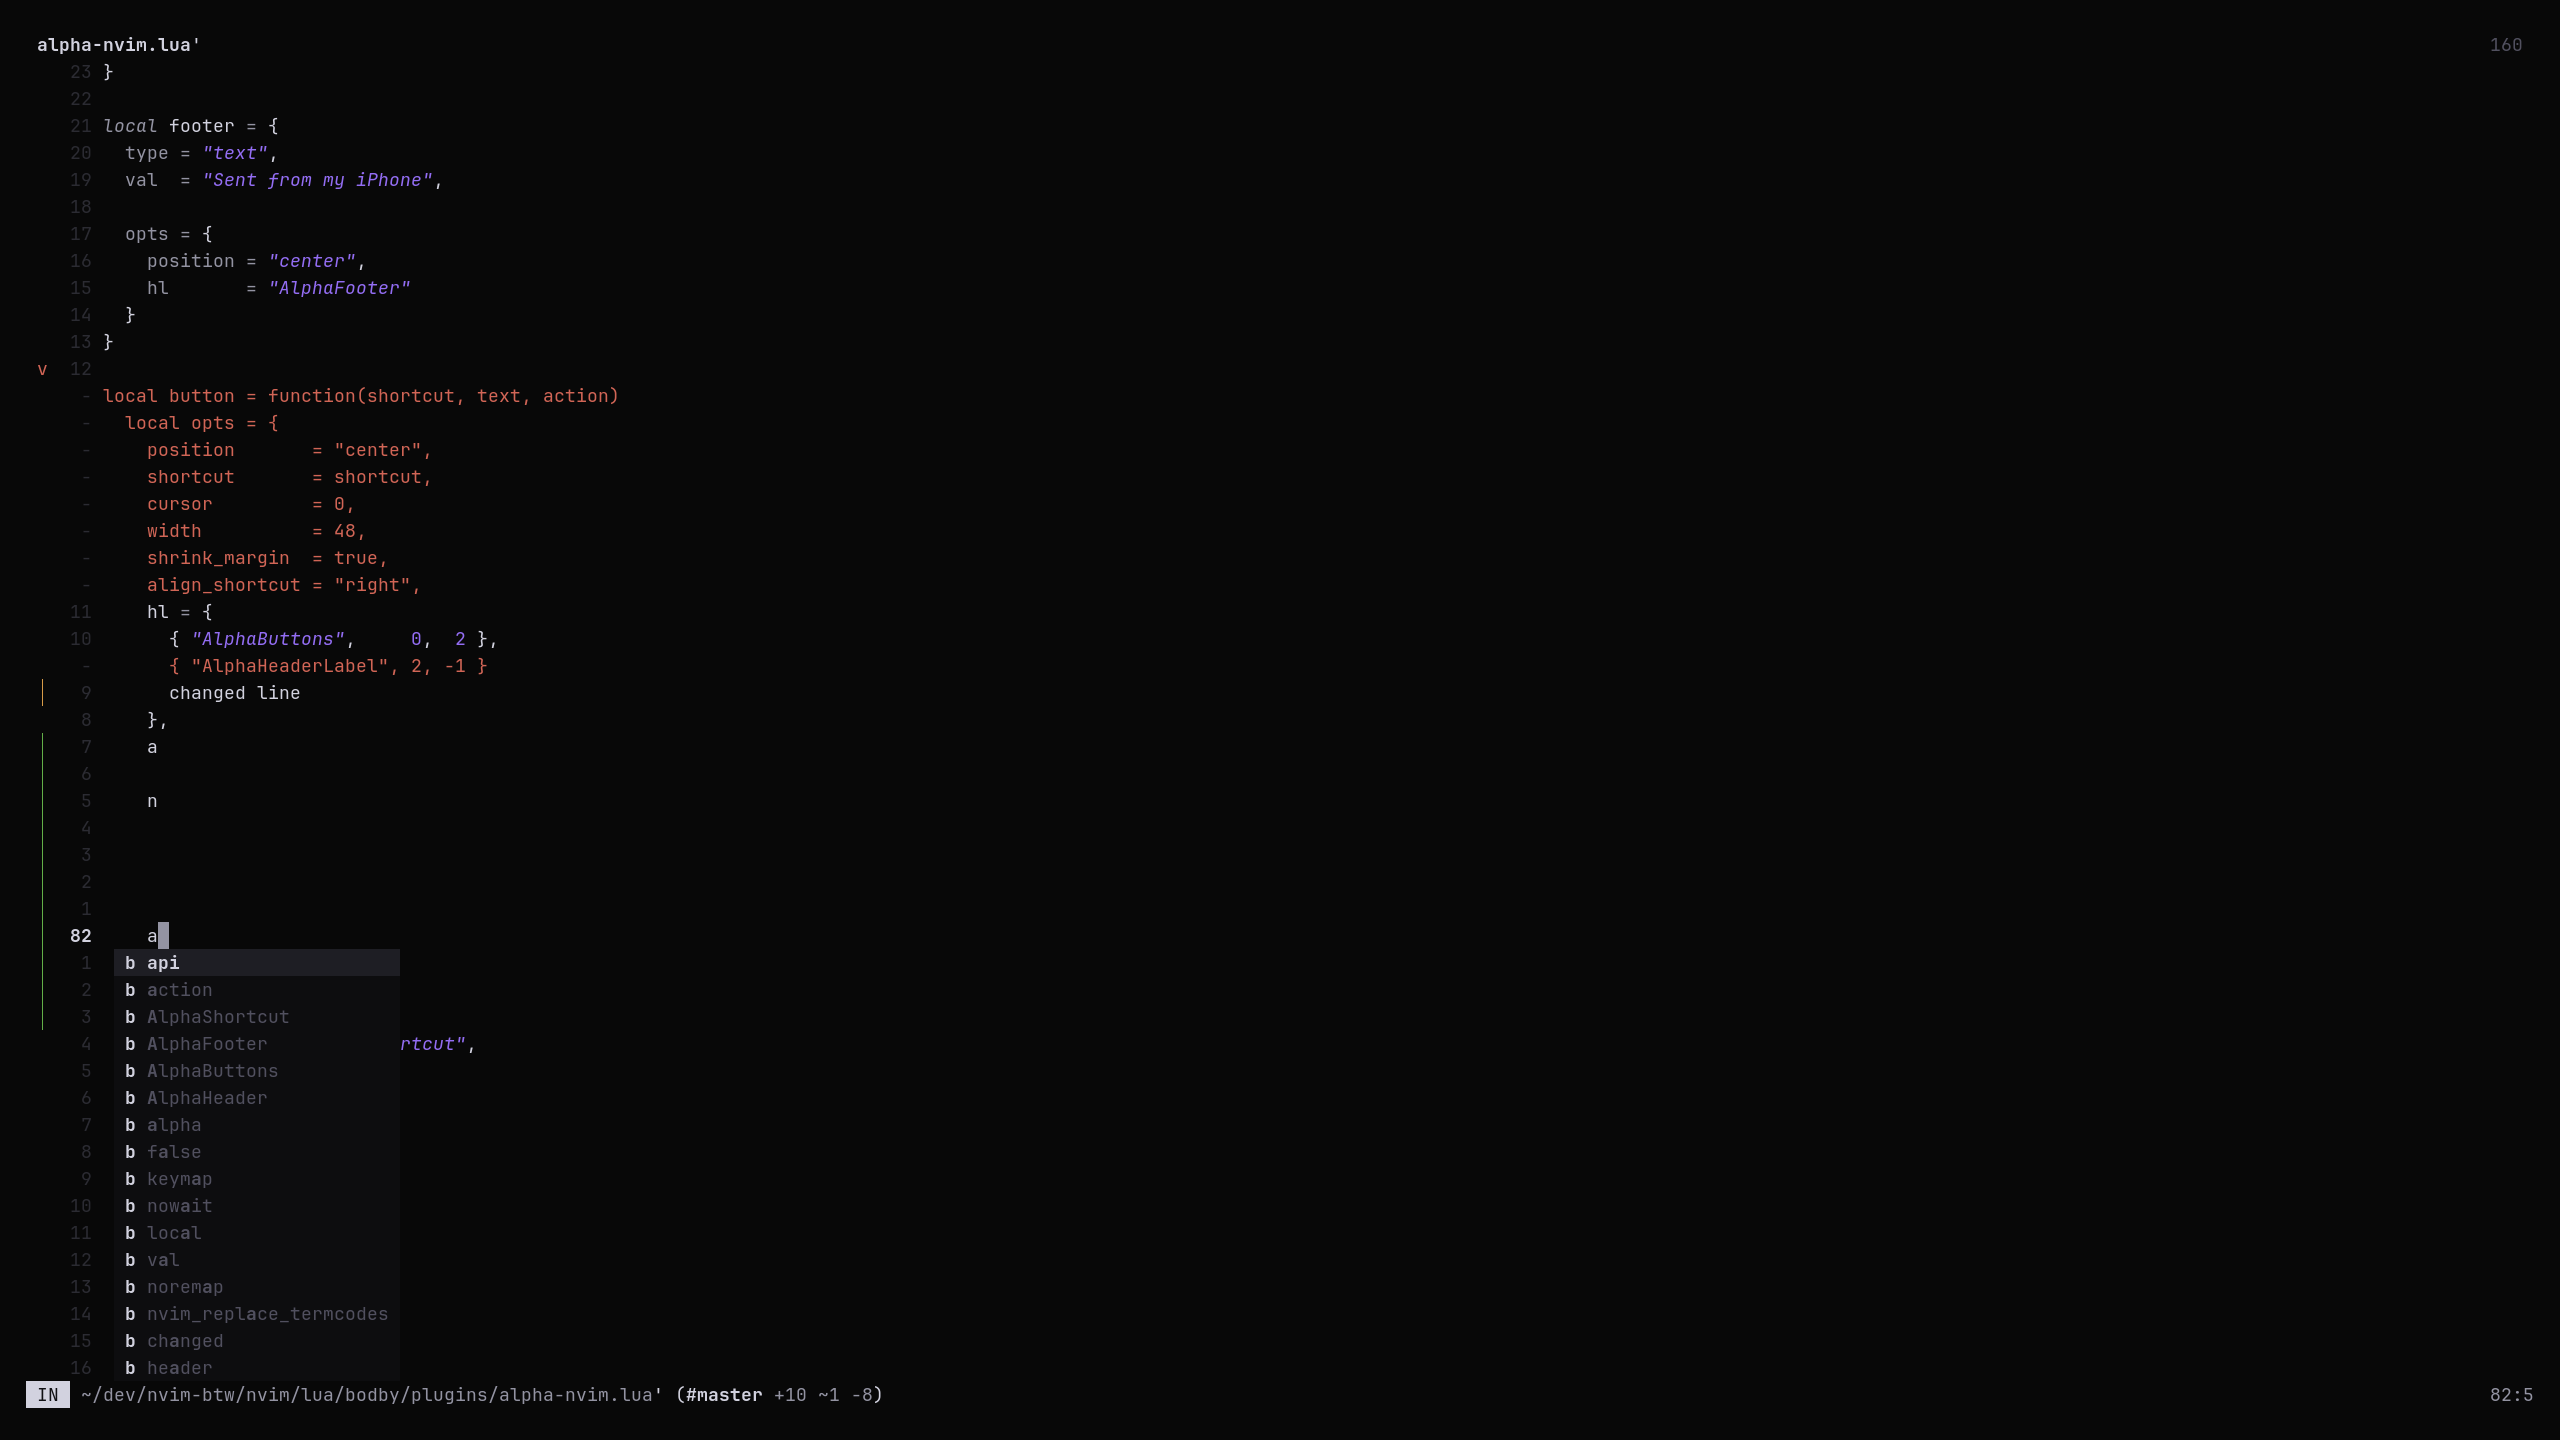 alpha-nvim.lua' 160
23 }
22
21 local footer = {
20   type = "text",
19   val  = "Sent from my iPhone",
18
17   opts = {
16     position = "center",
15     hl       = "AlphaFooter"
14   }
13 }
v 12
- local button = function(shortcut, text, action)
-   local opts = {
-     position       = "center",
-     shortcut       = shortcut,
-     cursor         = 0,
-     width          = 48,
-     shrink_margin  = true,
-     align_shortcut = "right",
11     hl = {
10       { "AlphaButtons",     0,  2 },
-       { "AlphaHeaderLabel", 2, -1 }
9       changed line
8     },
7     a
6
5     n
4
3
2
1
82     a
1 b api
2 b action
3 b AlphaShortcut
4 b AlphaFooter rtcut",
5 b AlphaButtons
6 b AlphaHeader
7 b alpha
8 b false
9 b keymap
10 b nowait
11 b local
12 b val
13 b noremap
14 b nvim_replace_termcodes
15 b changed
16 b header
IN ~/dev/nvim-btw/nvim/lua/bodby/plugins/alpha-nvim.lua' (#master +10 ~1 -8) 82:5